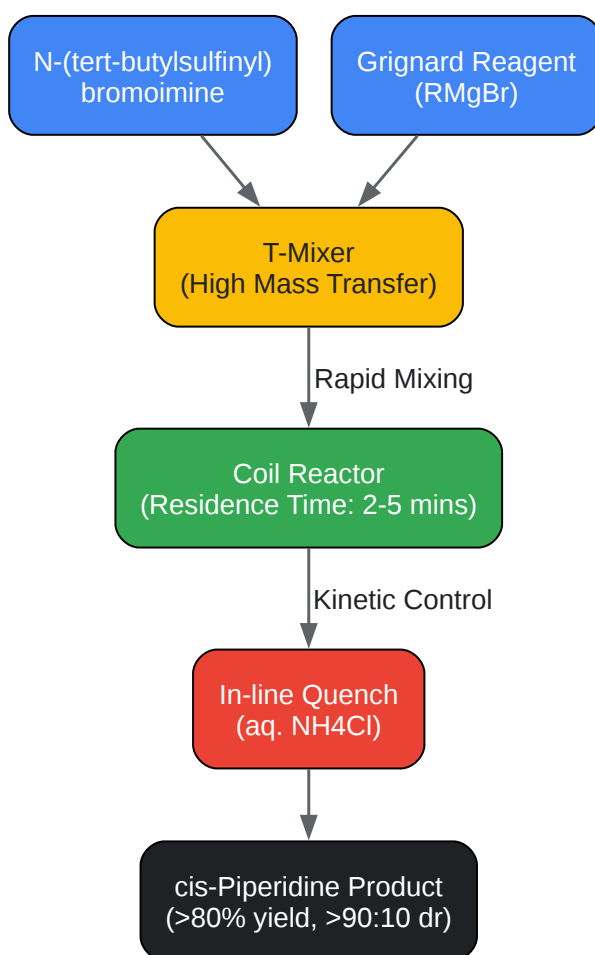 N-(tert-butylsulfinyl)
bromoimine
Grignard Reagent
(RMgBr)
T-Mixer
(High Mass Transfer)
Rapid Mixing
Coil Reactor
(Residence Time: 2-5 mins)
Kinetic Control
In-line Quench
(aq. NH4Cl)
cis-Piperidine Product
(>80% yield, >90:10 dr)